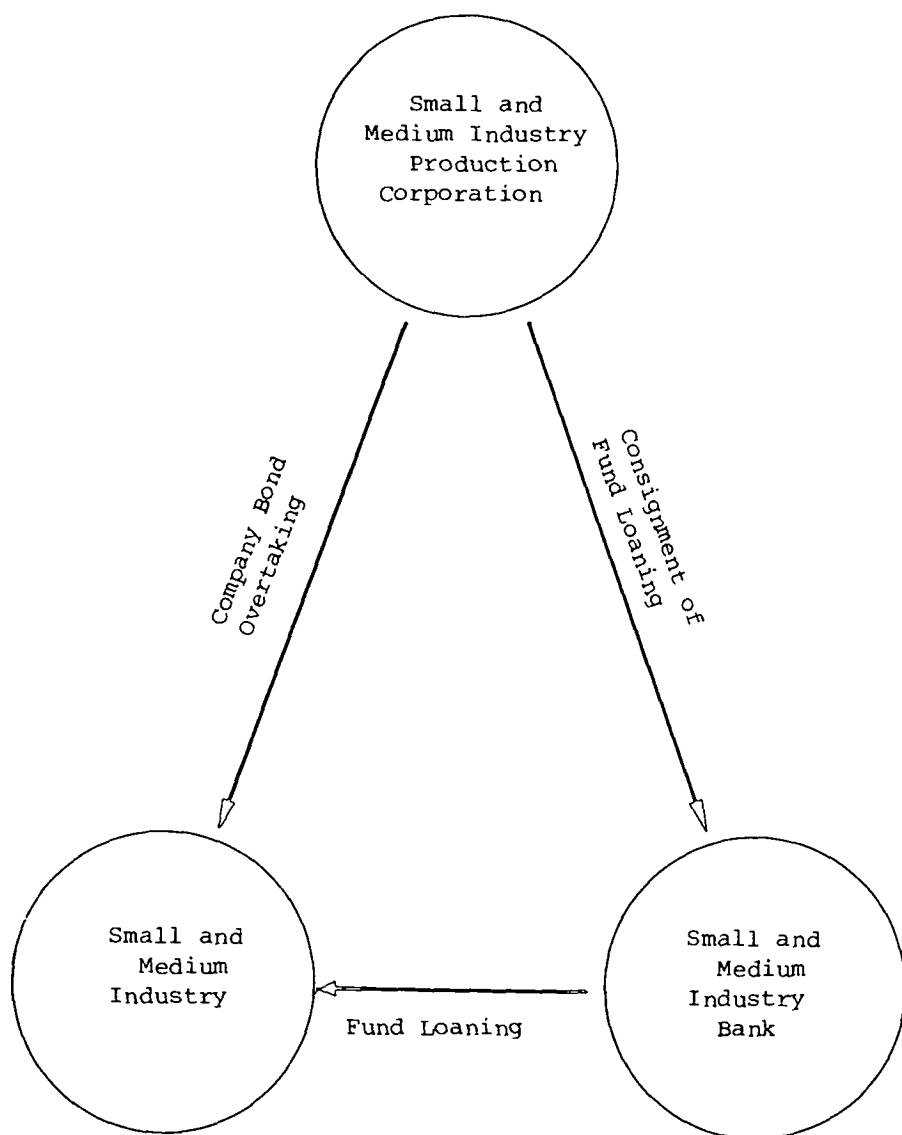 Small and
Medium Industry
Production
Corporation
Company Bond
Overtaking
Consignment of
Fund Loaning
Small and
Medium
Industry
Fund Loaning
Small and
Medium
Industry
Bank